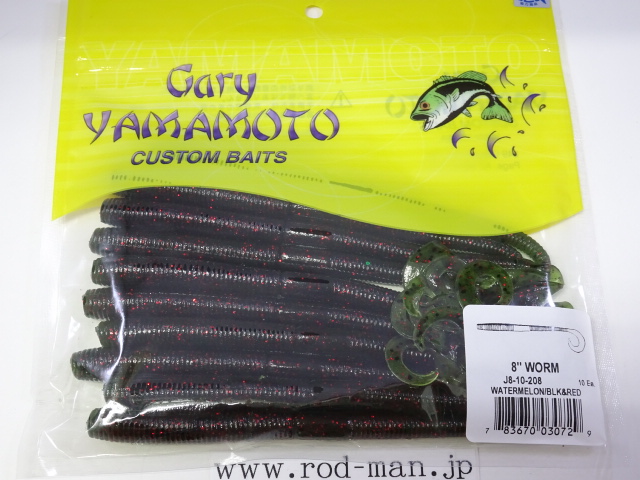 YAMAMOTO
Gary
YAMAMOTO
CUSTOM BAITS
8" WORM
J8-10-208
10 Ea
WATERMELON/BLK&RED
7 83670 03072 9
www.rod-man.jp